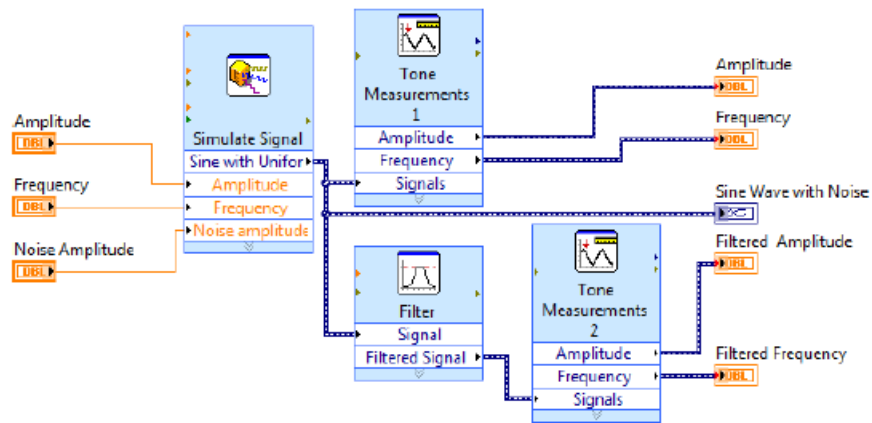 Amplitude
DBL
Frequency
DBL
Noise Amplitude
DBL
Simulate Signal
Sine with Unifor
Amplitude
Frequency
Noise amplitude
Tone
Measurements
1
Amplitude
Frequency
Signals
Filter
Signal
Filtered Signal
Tone
Measurements
2
Amplitude
Frequency
Signals
Amplitude
DBL
Frequency
DBL
Sine Wave with Noise
Filtered Amplitude
DBL
Filtered Frequency
DBL